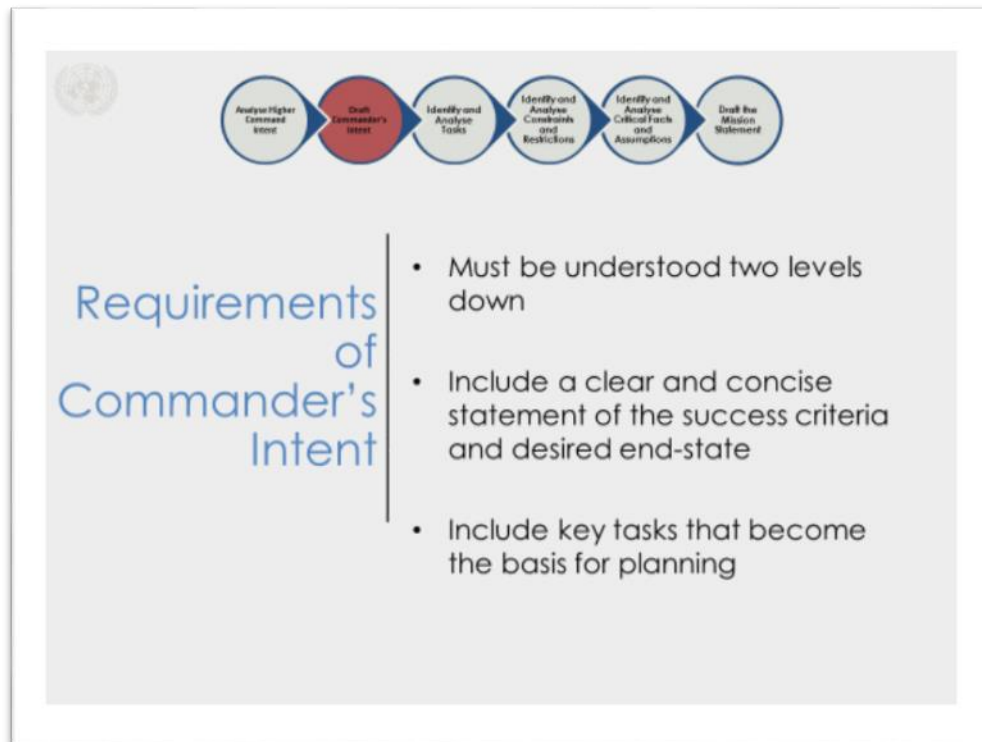 Analyse Higher
Command
Intent
Draft
Commander's
Intent
Identify and
Analyse
Tasks
Identify and
Analyse
Constraints
and
Restrictions
Identify and
Analyse
Critical Facts
and
Assumptions
Draft the
Mission
Statement
Requirements
of
Commander's
Intent
• Must be understood two levels
down
• Include a clear and concise
statement of the success criteria
and desired end-state
• Include key tasks that become
the basis for planning